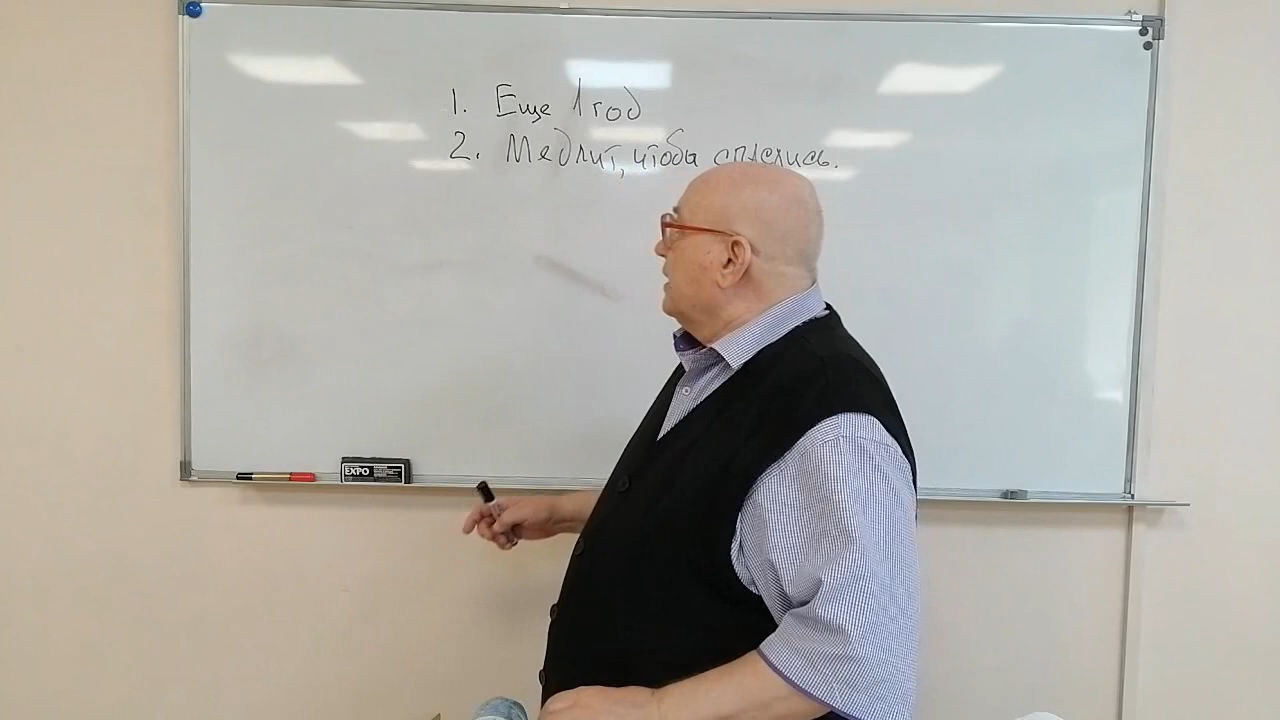 1. Еще 1 год
2. Медлит, чтобы спаслись.
EXPO